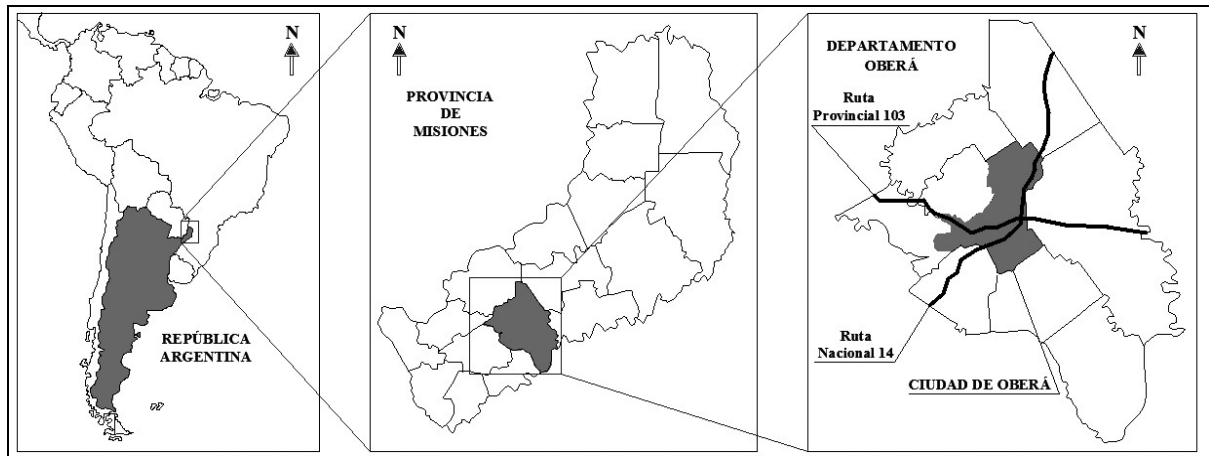 N
REPÚBLICA
ARGENTINA
N
PROVINCIA
DE
MISIONES
DEPARTAMENTO
OBERÁ
N
Ruta
Provincial 103
Ruta
Nacional 14
CIUDAD DE OBERÁ